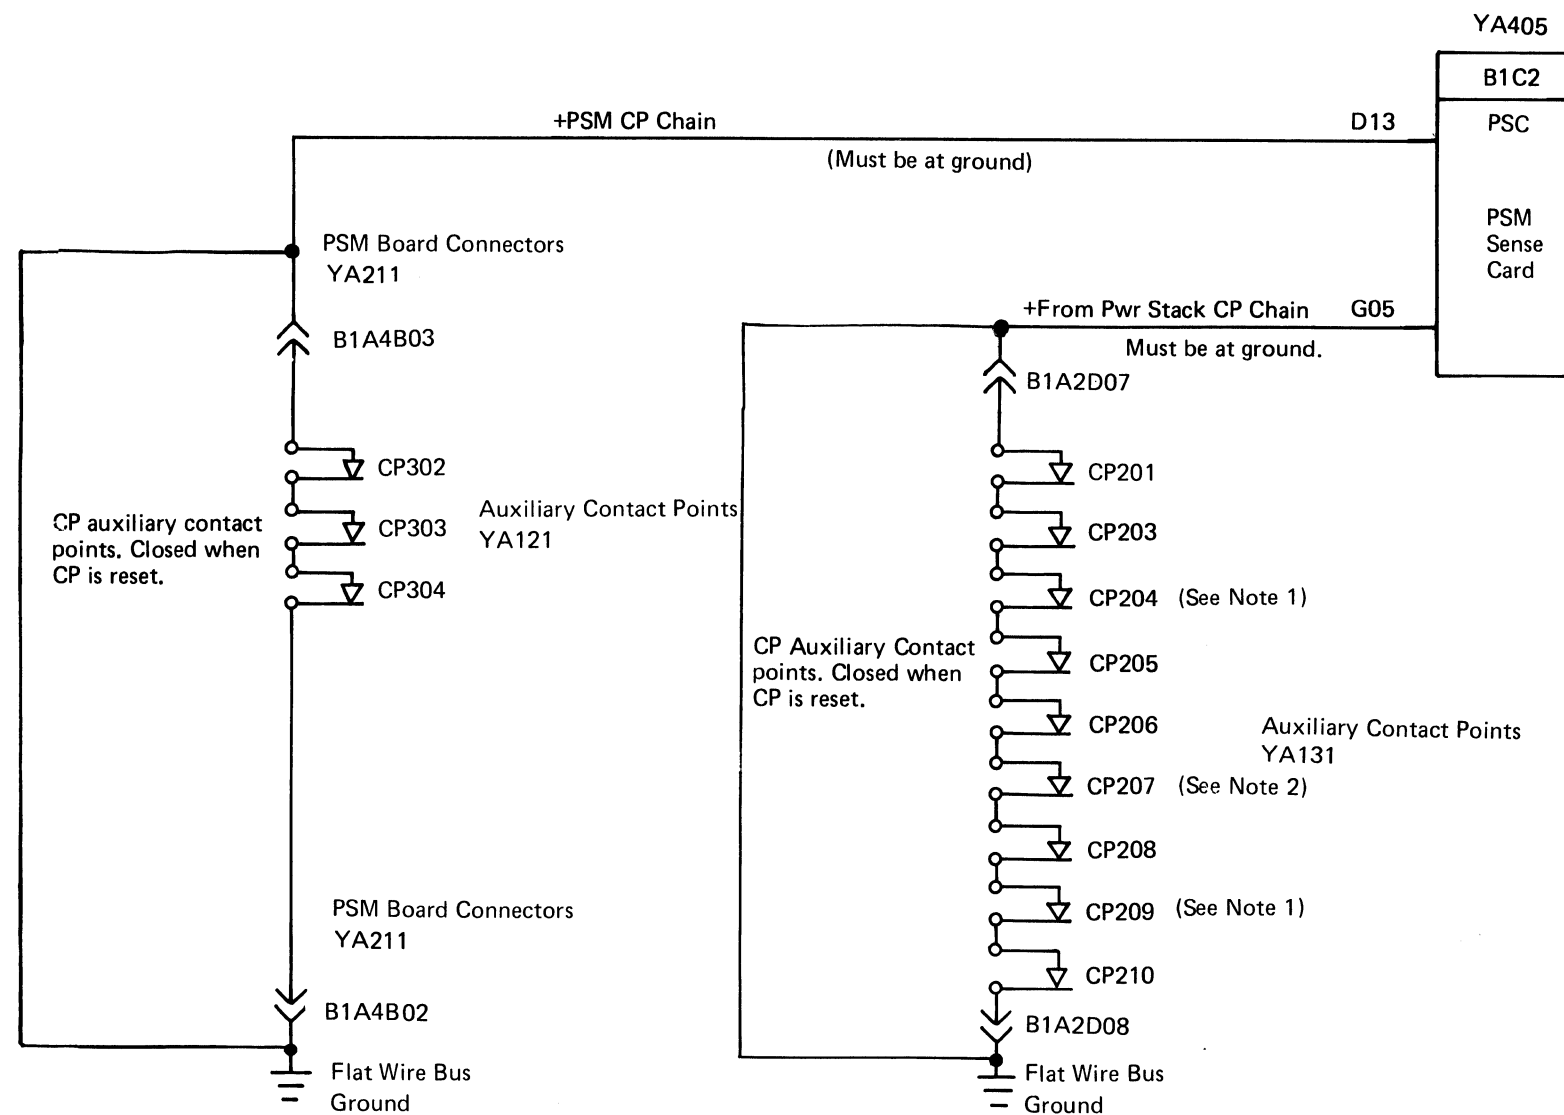 YA405
B1C2
+PSM CP Chain
D13
PSC
(Must be at ground)
PSM
Sense
Card
PSM Board Connectors
YA211
+From Pwr Stack CP Chain
G05
B1A4B03
Must be at ground.
B1A2D07
CP302
CP201
CP auxiliary contact
points. Closed when
CP is reset.
CP303
Auxiliary Contact Points
YA121
CP203
CP304
CP204 (See Note 1)
CP Auxiliary Contact
points. Closed when
CP is reset.
CP205
CP206
Auxiliary Contact Points
YA131
CP207 (See Note 2)
CP208
PSM Board Connectors
YA211
CP209 (See Note 1)
CP210
B1A4B02
B1A2D08
Flat Wire Bus
Ground
Flat Wire Bus
Ground